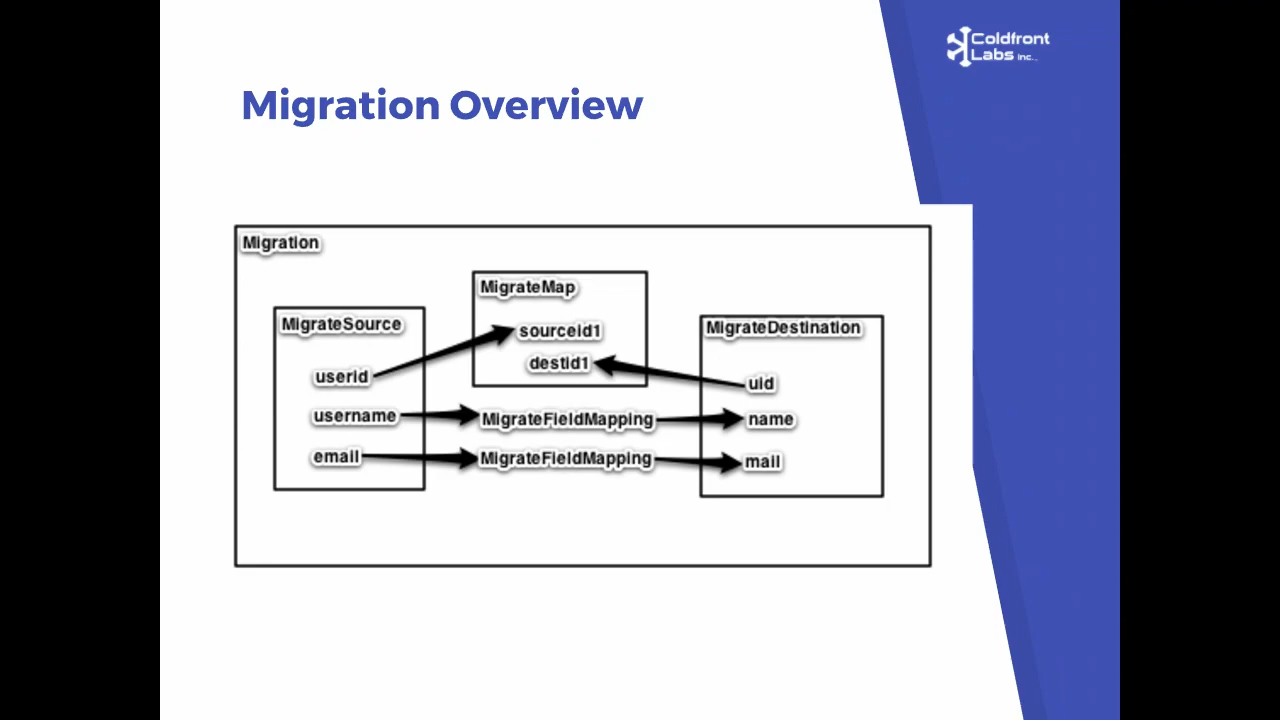 Coldfront
Labs Inc.
Migration Overview
Migration
MigrateMap
MigrateSource
MigrateDestination
sourceid1
destid1
userid
uid
username
MigrateFieldMapping
name
email
MigrateFieldMapping
mail